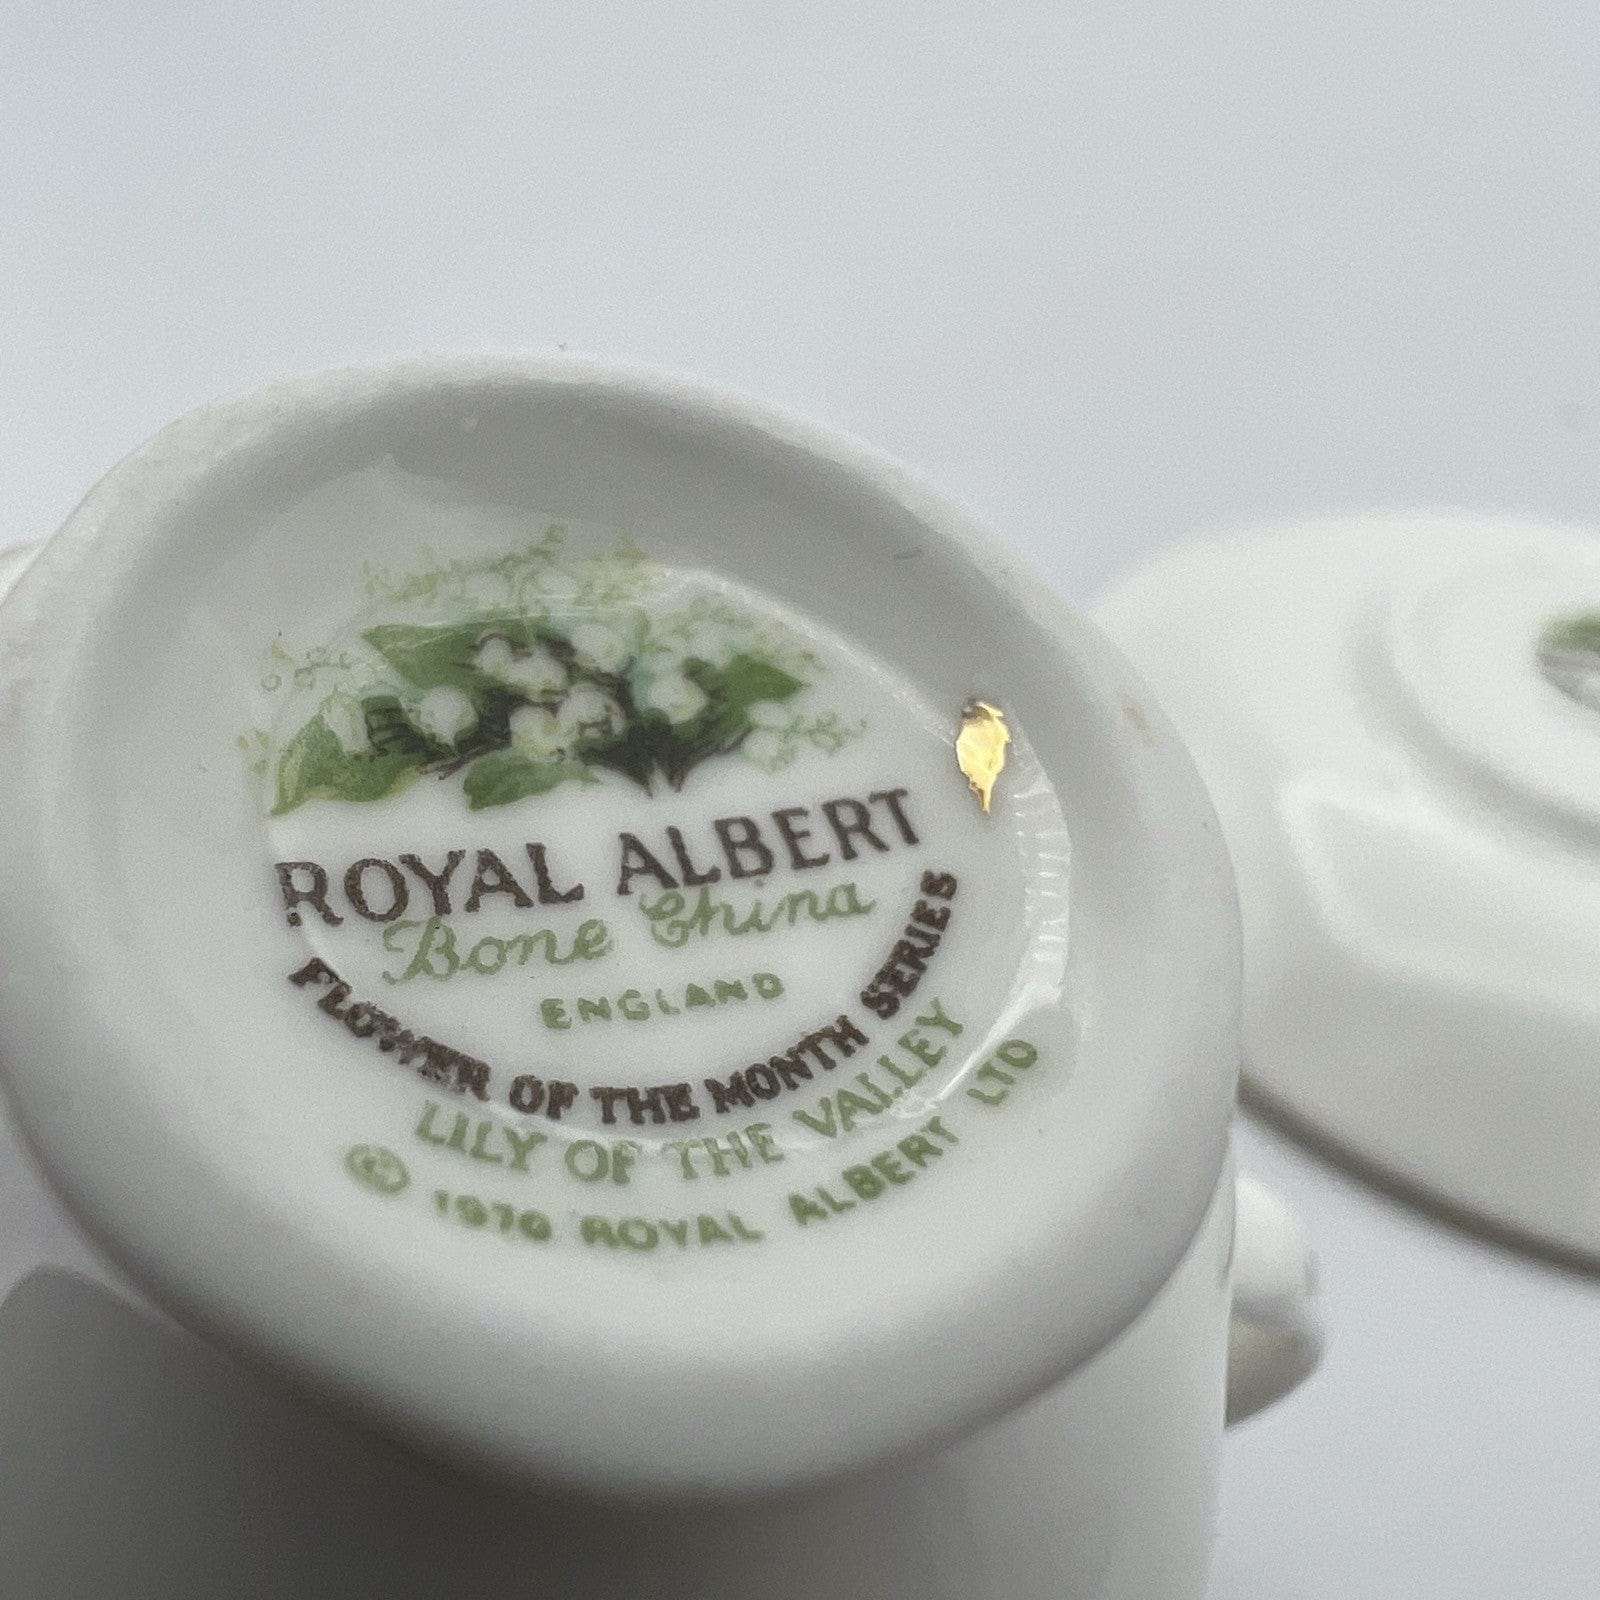 ROYAL ALBERT
Bone China
ENGLAND
FLOWER OF THE MONTH SERIES
LILY OF THE VALLEY
© 1970 ROYAL ALBERT LTD